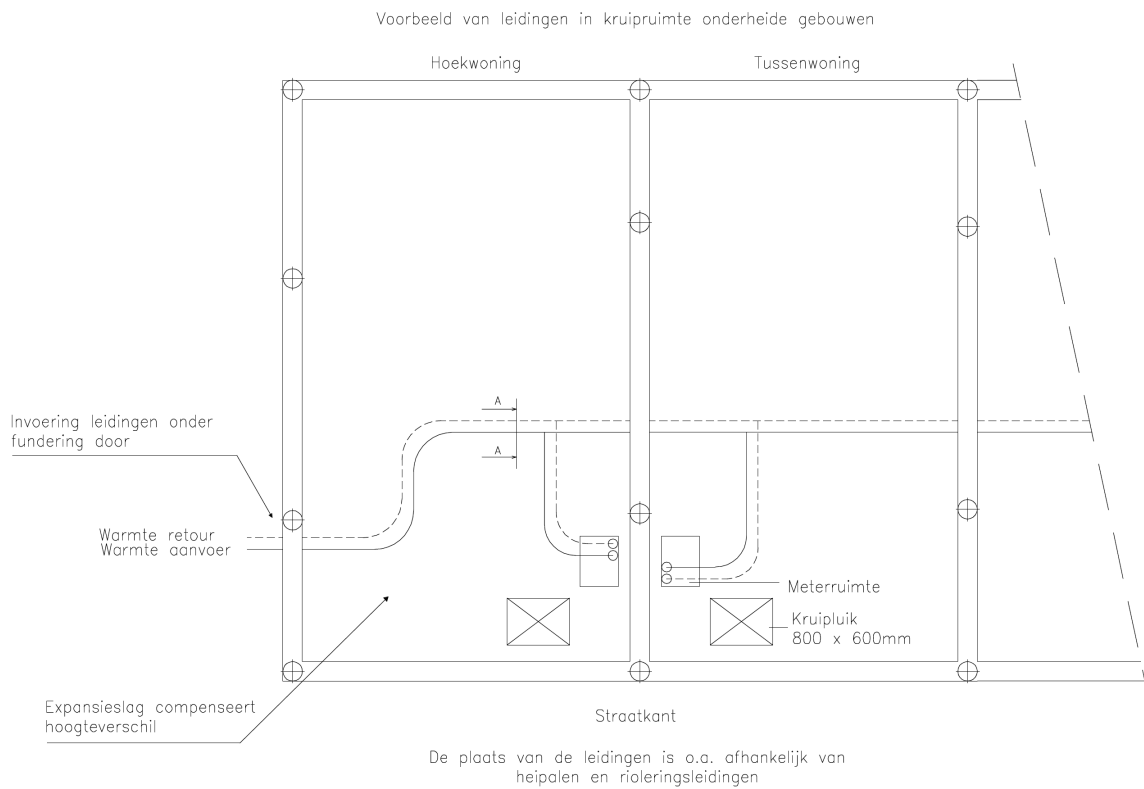 Voorbeeld van leidingen in kruipruimte onderheide gebouwen
Hoekwoning
Tussenwoning
A
A
Invoering leidingen onder
fundering door
Warmte retour
Warmte aanvoer
Meterruimte
Kruipluik
800 x 600mm
Expansieslag compenseert
hoogteverschil
Straatkant
De plaats van de leidingen is o.a. afhankelijk van
heipalen en rioleringsleidingen